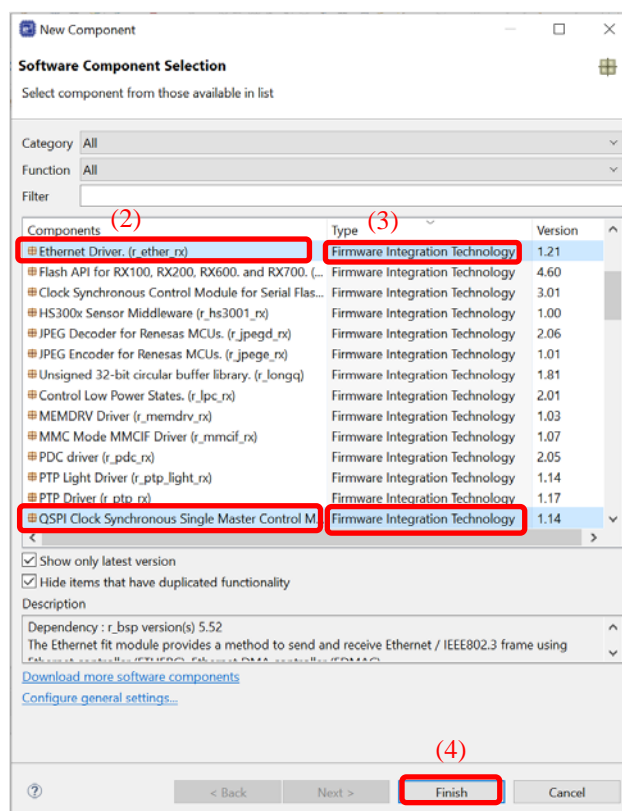 New Component
Software Component Selection
Select component from those available in list
Category All
Function All
Filter
(2) (3)
Components Type Version
Ethernet Driver. (r_ether_rx) Firmware Integration Technology 1.21
Flash API for RX100, RX200, RX600. and RX700. (... Firmware Integration Technology 4.60
Clock Synchronous Control Module for Serial Flas... Firmware Integration Technology 3.01
HS300x Sensor Middleware (r_hs3001_rx) Firmware Integration Technology 1.00
JPEG Decoder for Renesas MCUs. (r_jpegd_rx) Firmware Integration Technology 2.06
JPEG Encoder for Renesas MCUs. (r_jpege_rx) Firmware Integration Technology 1.01
Unsigned 32-bit circular buffer library. (r_longq) Firmware Integration Technology 1.81
Control Low Power States. (r_lpc_rx) Firmware Integration Technology 2.01
MEMDRV Driver (r_memdrv_rx) Firmware Integration Technology 1.03
MMC Mode MMCIF Driver (r_mmcif_rx) Firmware Integration Technology 1.07
PDC driver (r_pdc_rx) Firmware Integration Technology 2.05
PTP Light Driver (r_ptp_light_rx) Firmware Integration Technology 1.14
PTP Driver (r_ptp_rx) Firmware Integration Technology 1.17
QSPI Clock Synchronous Single Master Control M... Firmware Integration Technology 1.14
Show only latest version
Hide items that have duplicated functionality
Description
Dependency : r_bsp version(s) 5.52
The Ethernet fit module provides a method to send and receive Ethernet / IEEE802.3 frame using
Ethernet controller (ETHERC), Ethernet DMA controller (EDMAC).
Download more software components
Configure general settings...
(4)
< Back Next > Finish Cancel